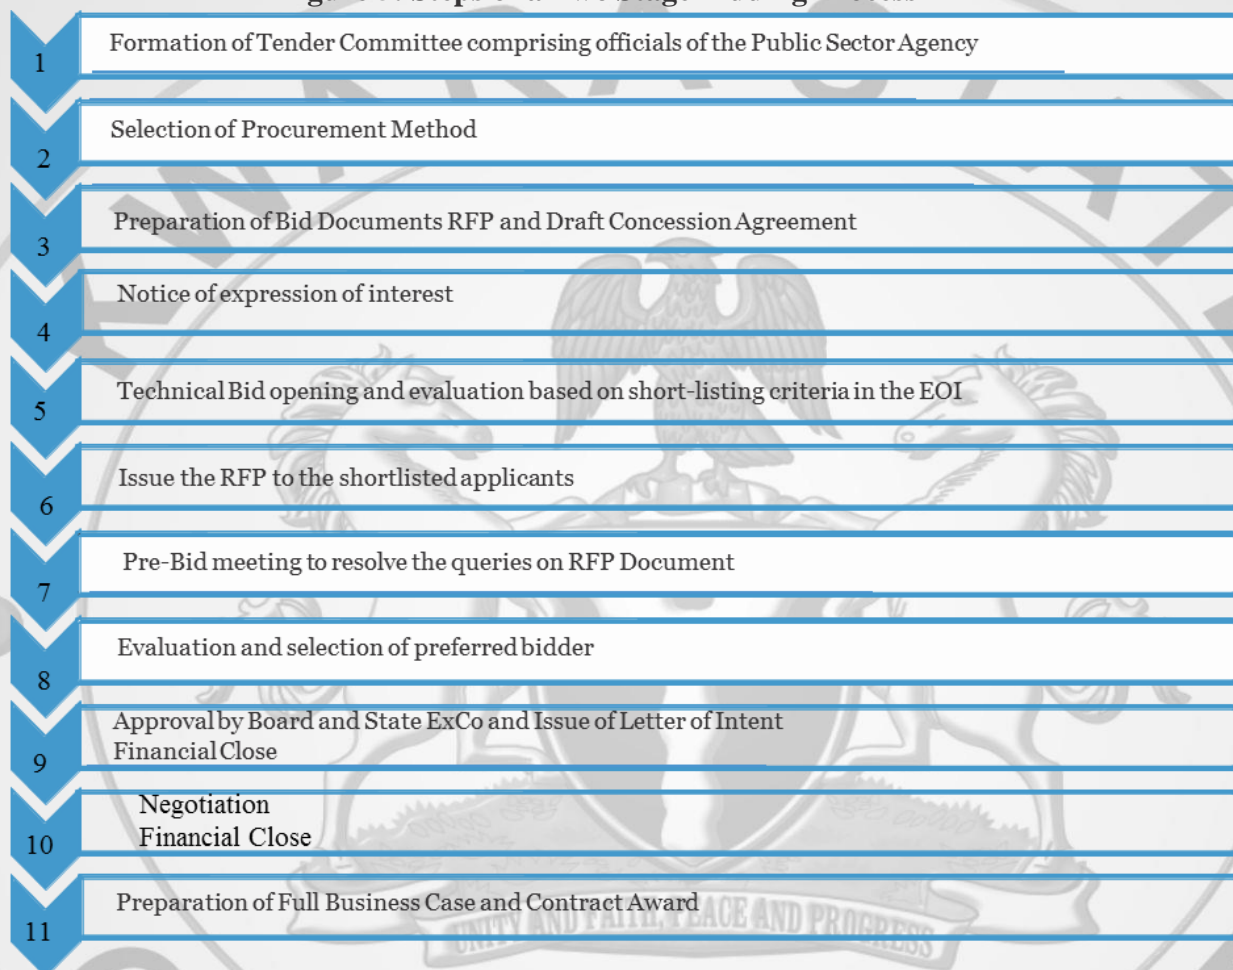 1
Formation of Tender Committee comprising officials of the Public Sector Agency
2
Selection of Procurement Method
3
Preparation of Bid Documents RFP and Draft Concession Agreement
4
Notice of expression of interest
5
Technical Bid opening and evaluation based on short-listing criteria in the EOI
6
Issue the RFP to the shortlisted applicants
7
Pre-Bid meeting to resolve the queries on RFP Document
8
Evaluation and selection of preferred bidder
9
Approval by Board and State ExCo and Issue of Letter of Intent
Financial Close
10
Negotiation
Financial Close
11
Preparation of Full Business Case and Contract Award
UNITY AND FAITH, PEACE AND PROGRESS